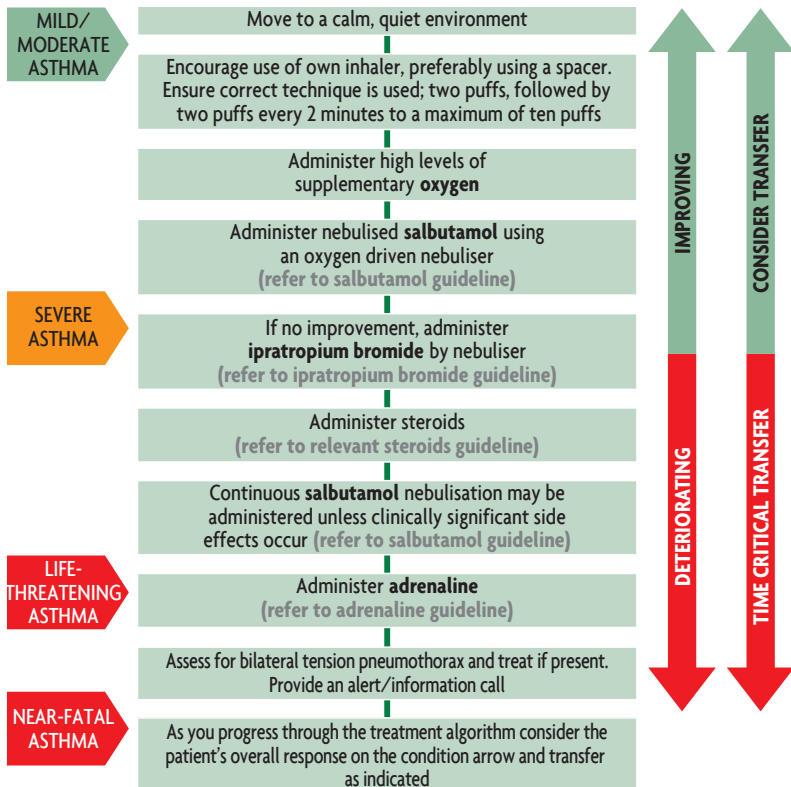 MILD/
MODERATE
ASTHMA
Move to a calm, quiet environment
Encourage use of own inhaler, preferably using a spacer.
Ensure correct technique is used; two puffs, followed by
two puffs every 2 minutes to a maximum of ten puffs
Administer high levels of
supplementary oxygen
Administer nebulised salbutamol using
an oxygen driven nebuliser
(refer to salbutamol guideline)
SEVERE
ASTHMA
If no improvement, administer
ipratropium bromide by nebuliser
(refer to ipratropium bromide guideline)
Administer steroids
(refer to relevant steroids guideline)
Continuous salbutamol nebulisation may be
administered unless clinically significant side
effects occur (refer to salbutamol guideline)
LIFE-
THREATENING
ASTHMA
Administer adrenaline
(refer to adrenaline guideline)
Assess for bilateral tension pneumothorax and treat if present.
Provide an alert/information call
NEAR-FATAL
ASTHMA
As you progress through the treatment algorithm consider the
patient's overall response on the condition arrow and transfer
as indicated
IMPROVING
DETERIORATING
CONSIDER TRANSFER
TIME CRITICAL TRANSFER